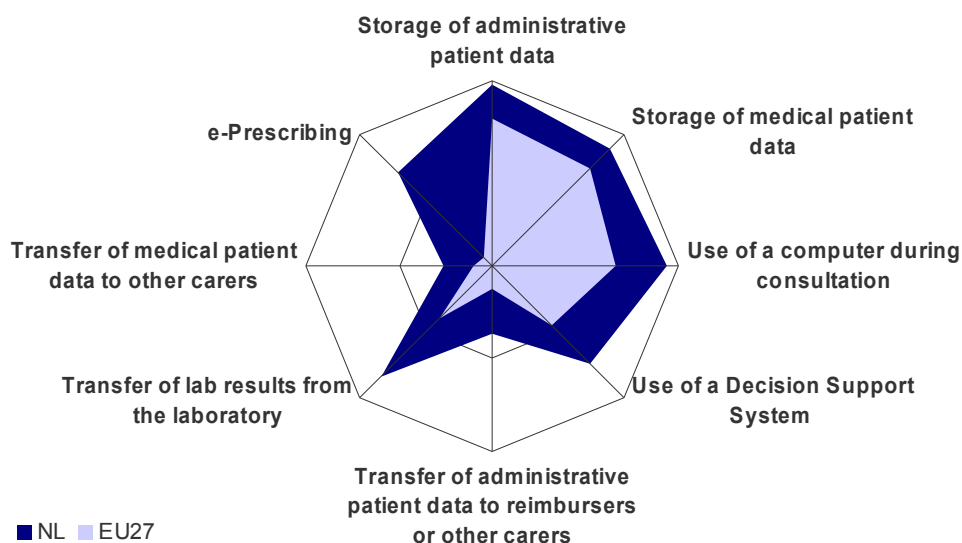 Storage of administrative
patient data
Storage of medical patient
data
e-Prescribing
Transfer of medical patient
data to other carers
Use of a computer during
consultation
Transfer of lab results from
the laboratory
Use of a Decision Support
System
Transfer of administrative
patient data to reimbursers
or other carers
NL EU27